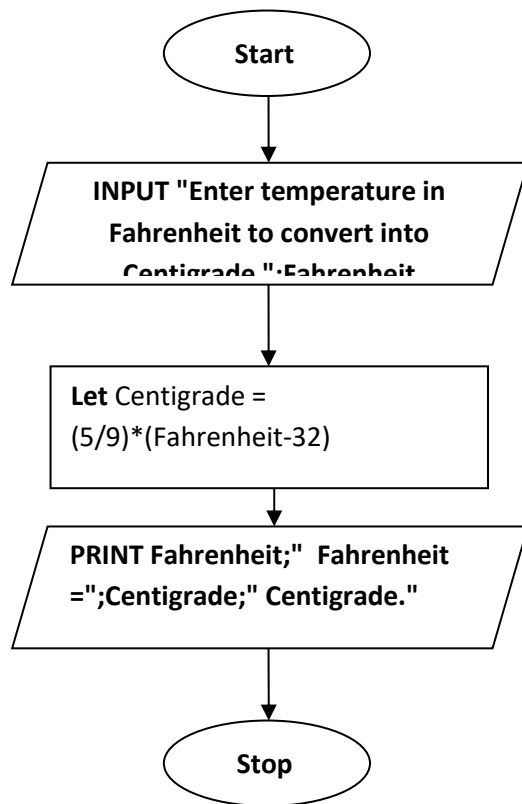 Start
INPUT "Enter temperature in
Fahrenheit to convert into
Centigrade ";Fahrenheit
Let Centigrade =
(5/9)*(Fahrenheit-32)
PRINT Fahrenheit;"  Fahrenheit
=";Centigrade;" Centigrade."
Stop